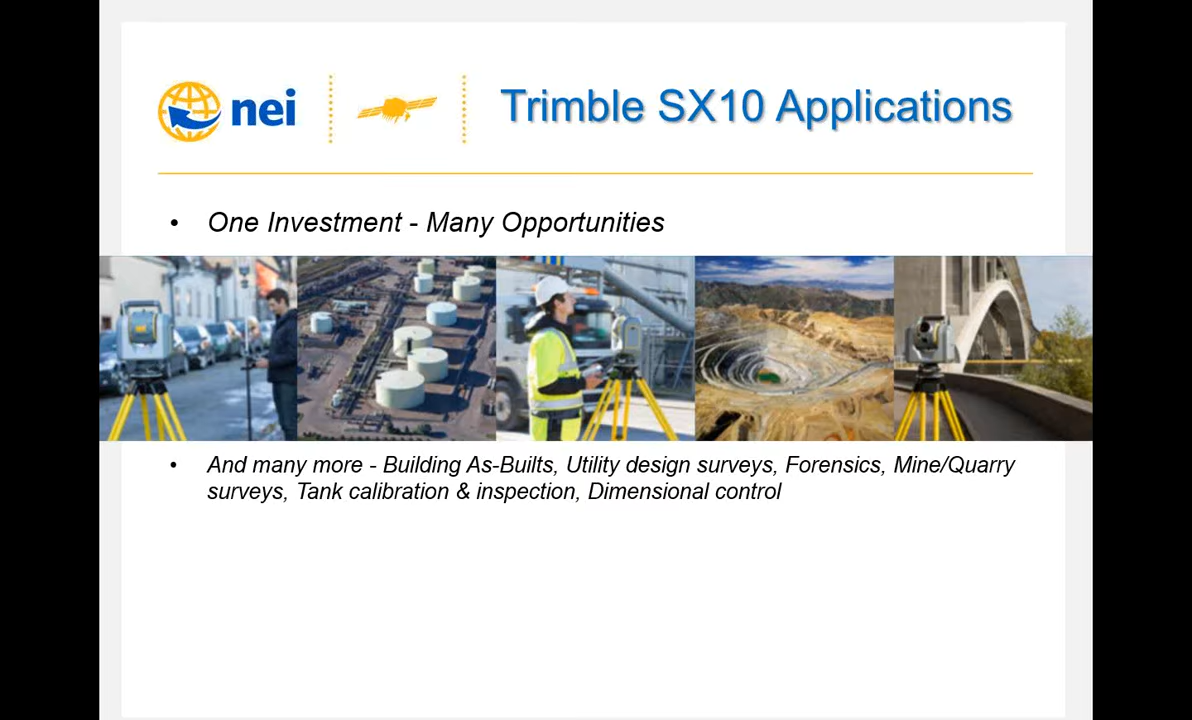 nei
Trimble SX10 Applications
• One Investment - Many Opportunities
• And many more - Building As-Builts, Utility design surveys, Forensics, Mine/Quarry
surveys, Tank calibration & inspection, Dimensional control